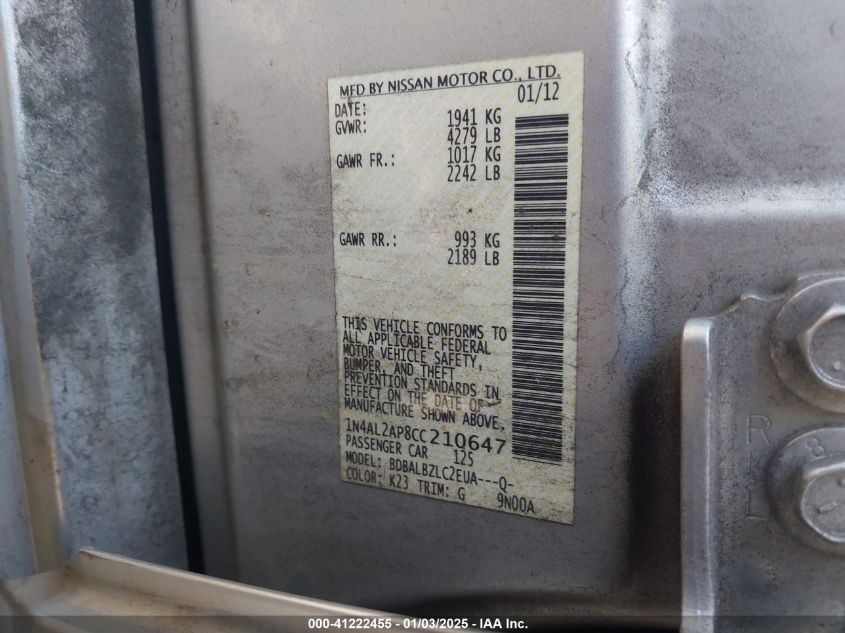 MFD BY NISSAN MOTOR CO., LTD.
DATE: 01/12
GVWR: 1941 KG
4279 LB
GAWR FR.: 1017 KG
2242 LB
GAWR RR.: 993 KG
2189 LB
THIS VEHICLE CONFORMS TO
ALL APPLICABLE FEDERAL
MOTOR VEHICLE SAFETY,
BUMPER, AND THEFT
PREVENTION STANDARDS IN
EFFECT ON THE DATE OF
MANUFACTURE SHOWN ABOVE.
1N4AL2AP8CC210647
PASSENGER CAR 125
MODEL: BDBALBZLC2EUA---Q-
COLOR: K23 TRIM: G 9N00A
8
000-41222455 - 01/03/2025 - IAA Inc.